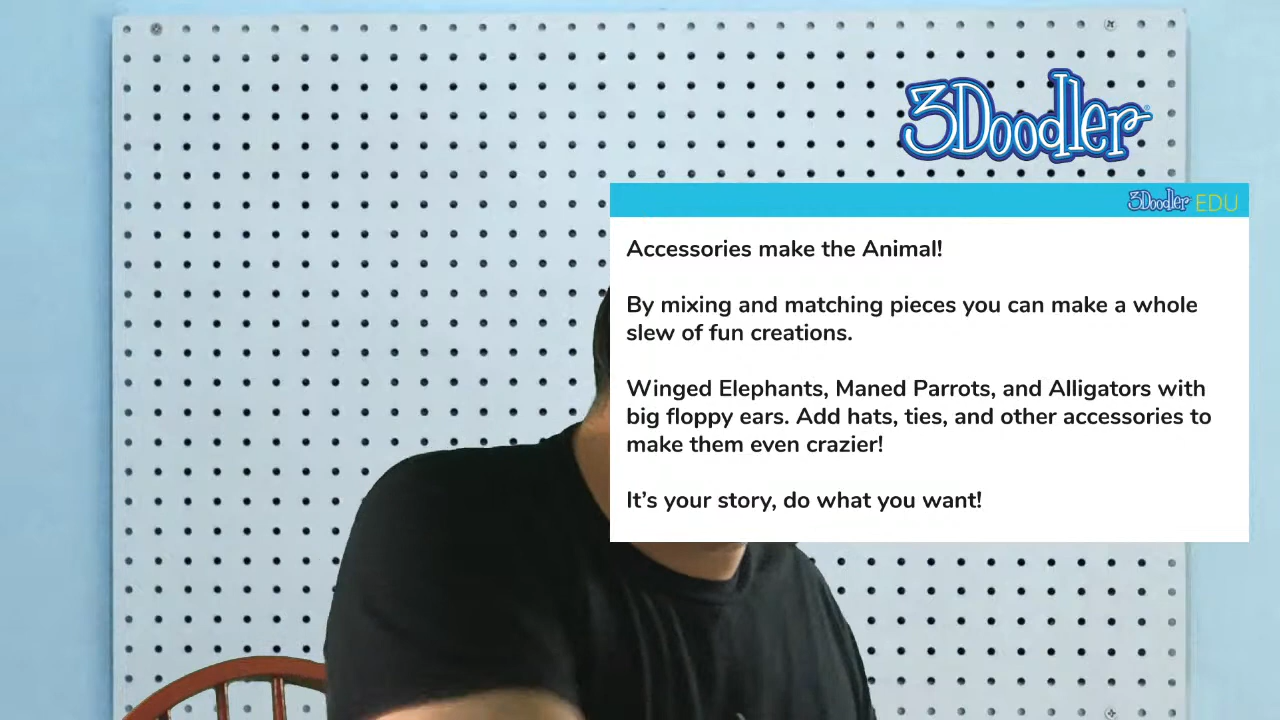 3Doodler
3Doodler EDU
Accessories make the Animal!
By mixing and matching pieces you can make a whole
slew of fun creations.
Winged Elephants, Maned Parrots, and Alligators with
big floppy ears. Add hats, ties, and other accessories to
make them even crazier!
It's your story, do what you want!